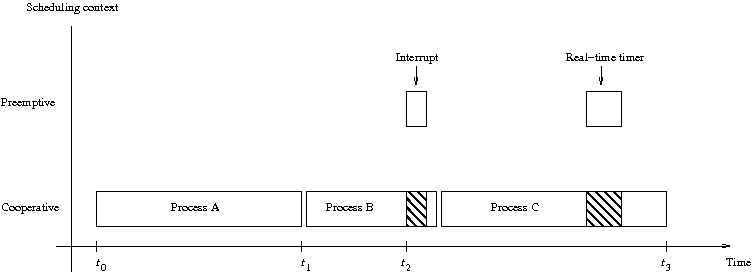 Scheduling context
Interrupt
Real-time timer
Preemptive
Cooperative
Process A
Process B
Process C
t0
t1
t2
t3
Time